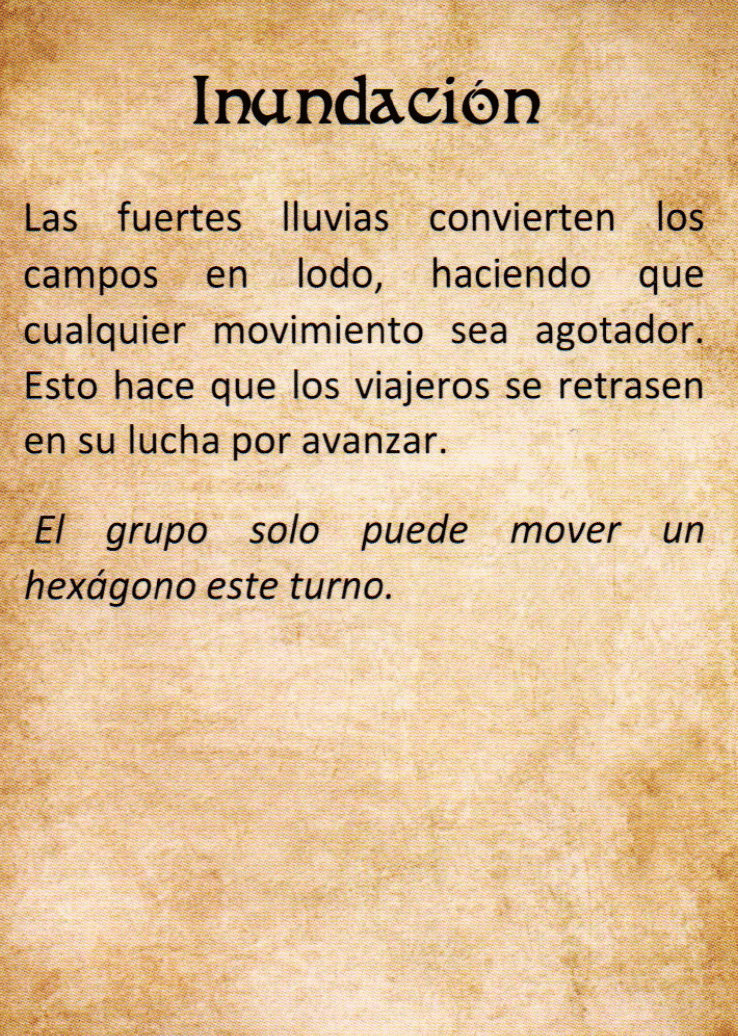 Inundación
Las fuertes lluvias convierten los
campos en lodo, haciendo que
cualquier movimiento sea agotador.
Esto hace que los viajeros se retrasen
en su lucha por avanzar.
El grupo solo puede mover un
hexágono este turno.